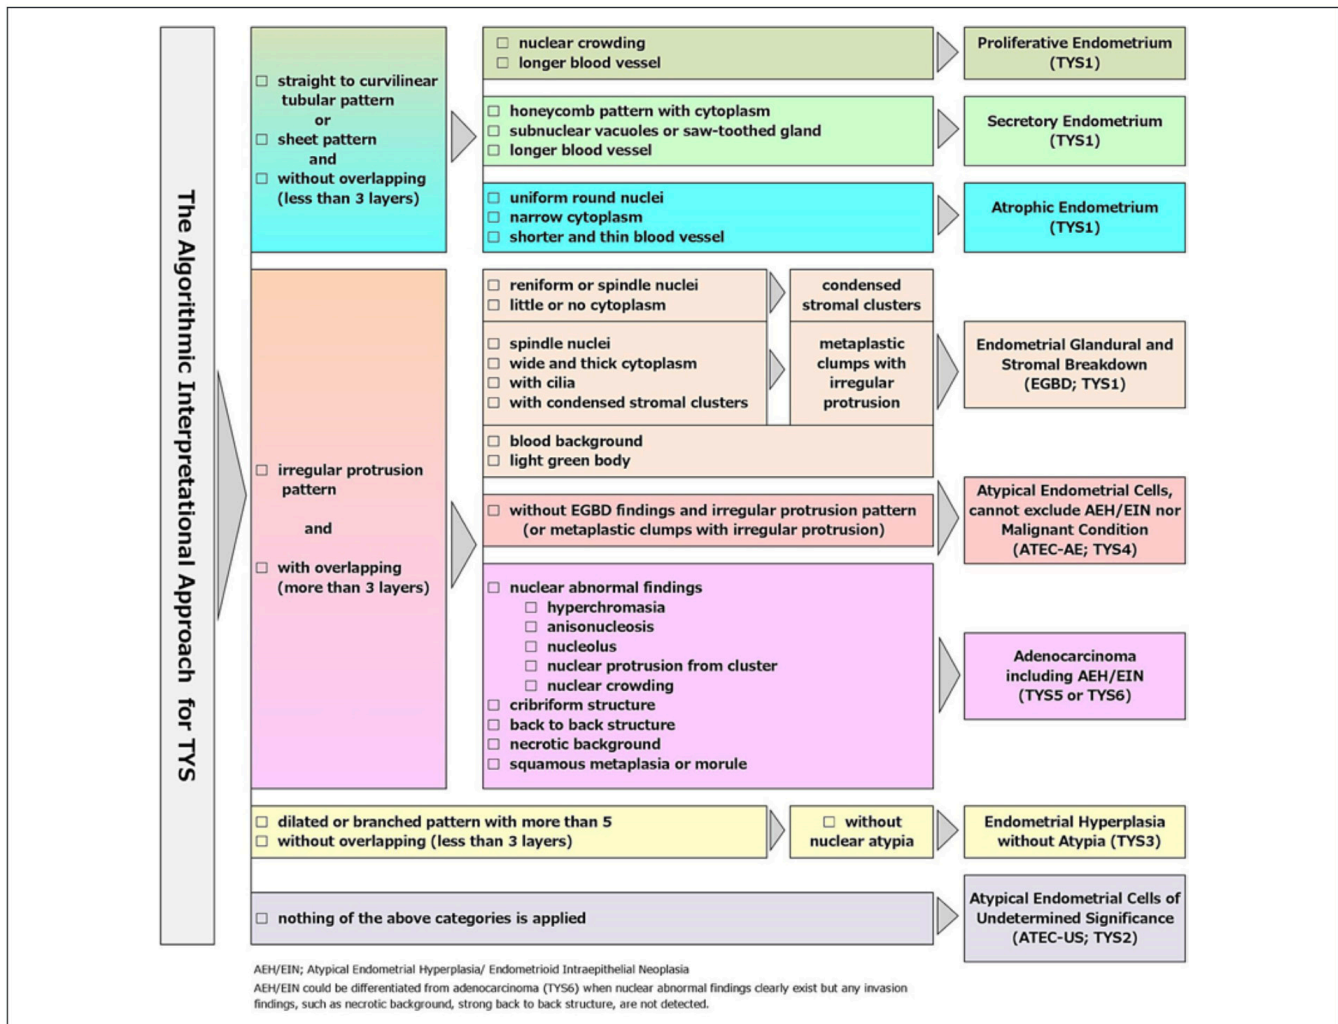 The Algorithmic Interpretational Approach for TYS
□ straight to curvilinear
tubular pattern
or
□ sheet pattern
and
□ without overlapping
(less than 3 layers)
□ nuclear crowding
□ longer blood vessel
Proliferative Endometrium
(TYS1)
□ honeycomb pattern with cytoplasm
□ subnuclear vacuoles or saw-toothed gland
□ longer blood vessel
Secretory Endometrium
(TYS1)
□ uniform round nuclei
□ narrow cytoplasm
□ shorter and thin blood vessel
Atrophic Endometrium
(TYS1)
□ irregular protrusion
pattern
and
□ with overlapping
(more than 3 layers)
□ reniform or spindle nuclei
□ little or no cytoplasm
condensed
stromal clusters
□ spindle nuclei
□ wide and thick cytoplasm
□ with cilia
□ with condensed stromal clusters
metaplastic
clumps with
irregular
protrusion
□ blood background
□ light green body
Endometrial Glandural and
Stromal Breakdown
(EGBD; TYS1)
□ without EGBD findings and irregular protrusion pattern
(or metaplastic clumps with irregular protrusion)
Atypical Endometrial Cells,
cannot exclude AEH/EIN nor
Malignant Condition
(ATEC-AE; TYS4)
□ nuclear abnormal findings
□ hyperchromasia
□ anisonucleosis
□ nucleolus
□ nuclear protrusion from cluster
□ nuclear crowding
□ cribriform structure
□ back to back structure
□ necrotic background
□ squamous metaplasia or morule
Adenocarcinoma
including AEH/EIN
(TYS5 or TYS6)
□ dilated or branched pattern with more than 5
□ without overlapping (less than 3 layers)
□ without
nuclear atypia
Endometrial Hyperplasia
without Atypia (TYS3)
□ nothing of the above categories is applied
Atypical Endometrial Cells of
Undetermined Significance
(ATEC-US; TYS2)
AEH/EIN; Atypical Endometrial Hyperplasia/ Endometrioid Intraepithelial Neoplasia
AEH/EIN could be differentiated from adenocarcinoma (TYS6) when nuclear abnormal findings clearly exist but any invasion
findings, such as necrotic background, strong back to back structure, are not detected.